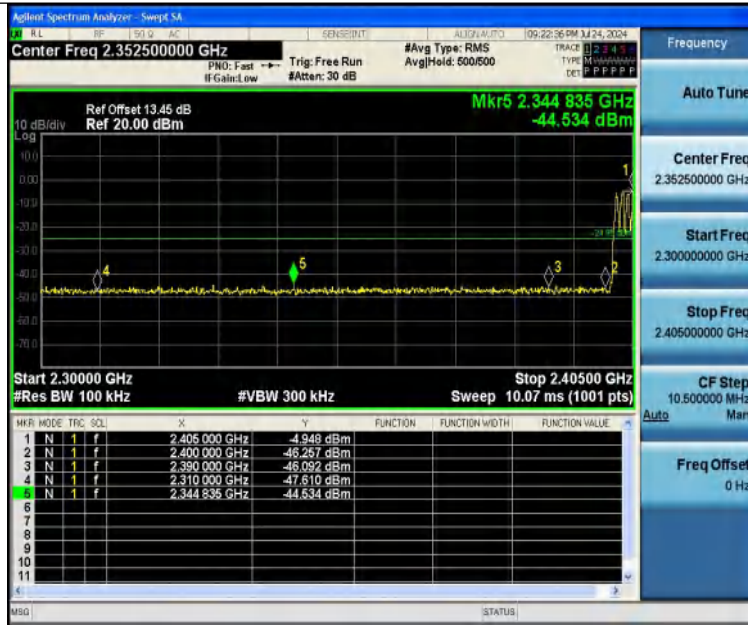 Agilent Spectrum Analyzer - Swept SA
RL RF 50 Ω AC SENSE:INT ALIGN AUTO 09:22:36 PM Jul 24, 2024
Center Freq 2.352500000 GHz
PNO: Fast
IFGain:Low
Trig: Free Run
#Atten: 30 dB
#Avg Type: RMS
Avg|Hold: 500/500
TRACE 1 2 3 4 5 6
TYPE M
DET P P P P P P
Mkr5 2.344 835 GHz
-44.534 dBm
Ref Offset 13.45 dB
10 dB/div Ref 20.00 dBm
Log
10.0
0.00
-10.0
-20.0
-30.0
-40.0
-50.0
-60.0
-70.0
1
2
3
4
5
Start 2.30000 GHz Stop 2.40500 GHz
#Res BW 100 kHz #VBW 300 kHz Sweep 10.07 ms (1001 pts)
MKR MODE TRC SCL X Y FUNCTION FUNCTION WIDTH FUNCTION VALUE
1 N 1 f 2.405 000 GHz -4.948 dBm
2 N 1 f 2.400 000 GHz -46.257 dBm
3 N 1 f 2.390 000 GHz -46.092 dBm
4 N 1 f 2.310 000 GHz -47.610 dBm
5 N 1 f 2.344 835 GHz -44.534 dBm
6
7
8
9
10
11
MSG STATUS
Frequency
Auto Tune
Center Freq
2.352500000 GHz
Start Freq
2.300000000 GHz
Stop Freq
2.405000000 GHz
CF Step
10.500000 MHz
Auto Man
Freq Offset
0 Hz